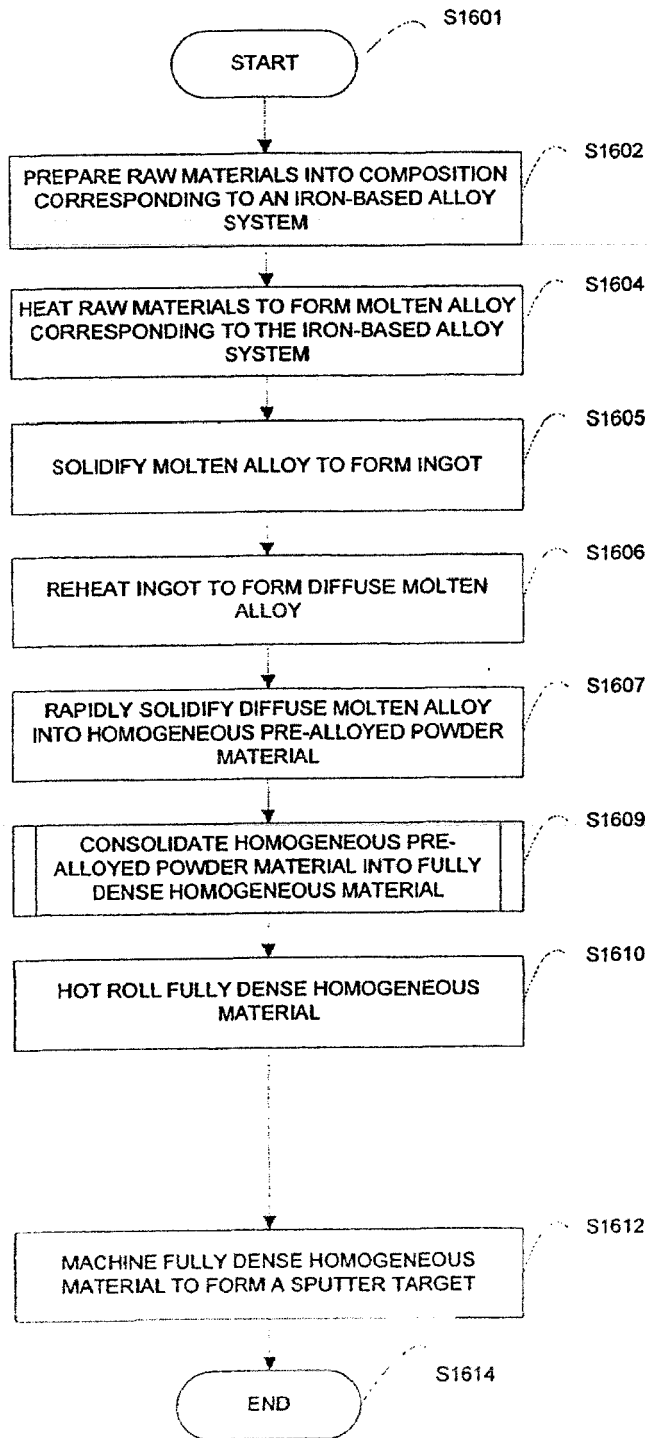 S1601
START
S1602
PREPARE RAW MATERIALS INTO COMPOSITION
CORRESPONDING TO AN IRON-BASED ALLOY
SYSTEM
S1604
HEAT RAW MATERIALS TO FORM MOLTEN ALLOY
CORRESPONDING TO THE IRON-BASED ALLOY
SYSTEM
S1605
SOLIDIFY MOLTEN ALLOY TO FORM INGOT
S1606
REHEAT INGOT TO FORM DIFFUSE MOLTEN
ALLOY
S1607
RAPIDLY SOLIDIFY DIFFUSE MOLTEN ALLOY
INTO HOMOGENEOUS PRE-ALLOYED POWDER
MATERIAL
S1609
CONSOLIDATE HOMOGENEOUS PRE-
ALLOYED POWDER MATERIAL INTO FULLY
DENSE HOMOGENEOUS MATERIAL
S1610
HOT ROLL FULLY DENSE HOMOGENEOUS
MATERIAL
S1612
MACHINE FULLY DENSE HOMOGENEOUS
MATERIAL TO FORM A SPUTTER TARGET
S1614
END